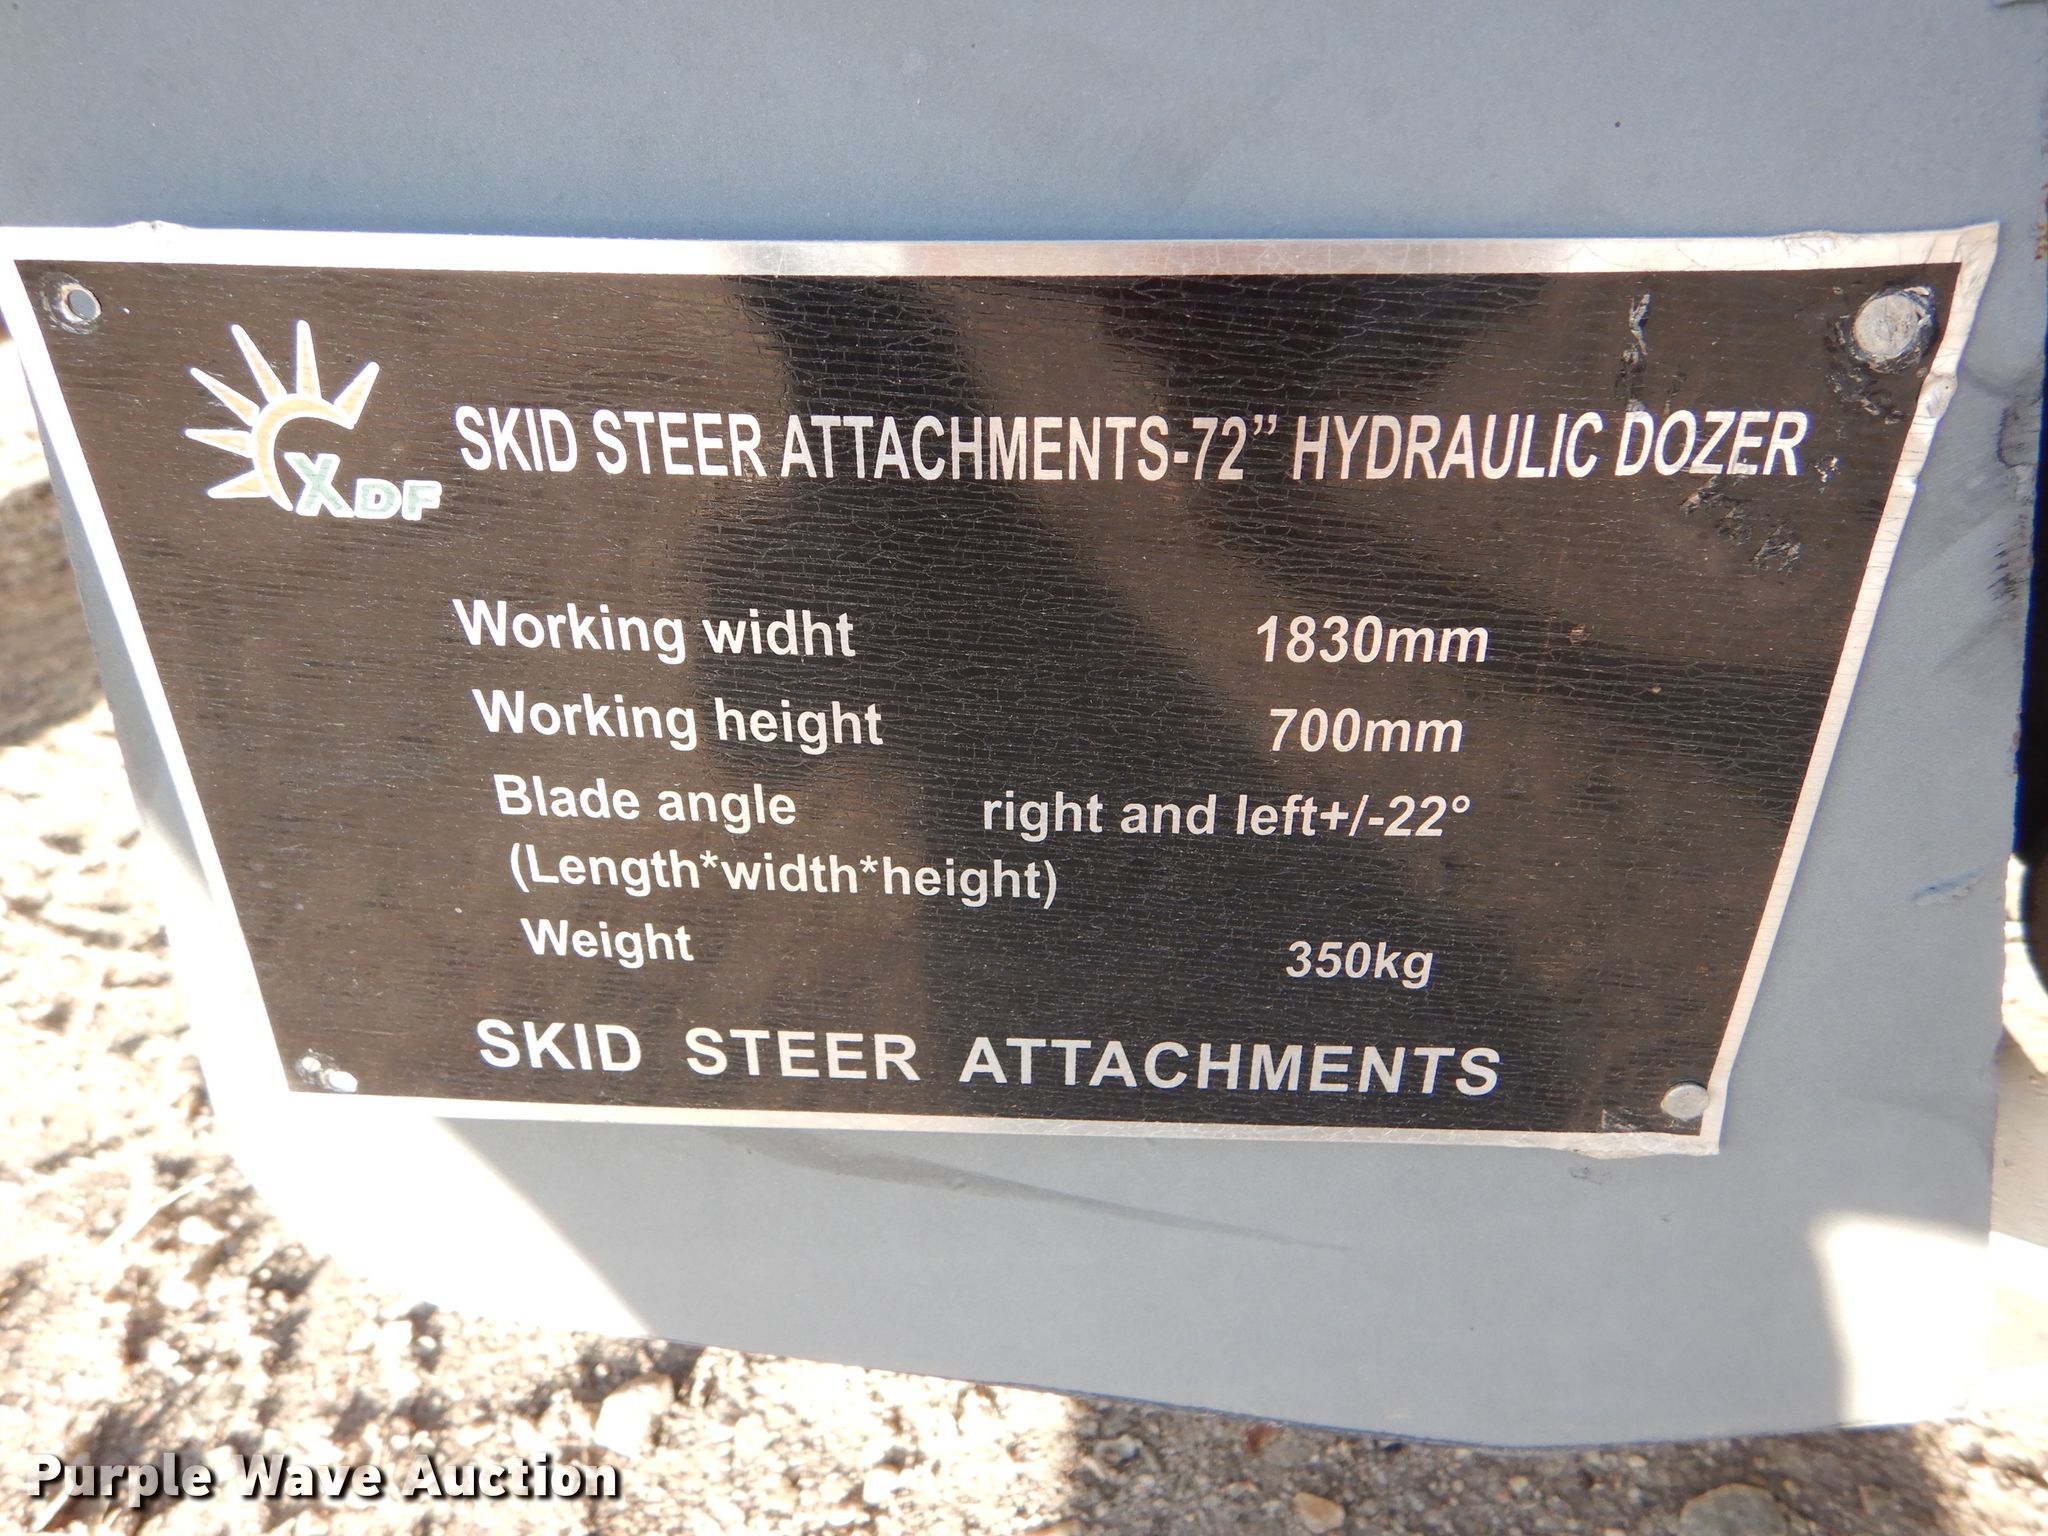 XDF
SKID STEER ATTACHMENTS-72” HYDRAULIC DOZER
Working widht 1830mm
Working height 700mm
Blade angle right and left+/-22°
(Length*width*height)
Weight 350kg
SKID STEER ATTACHMENTS
Purple Wave Auction